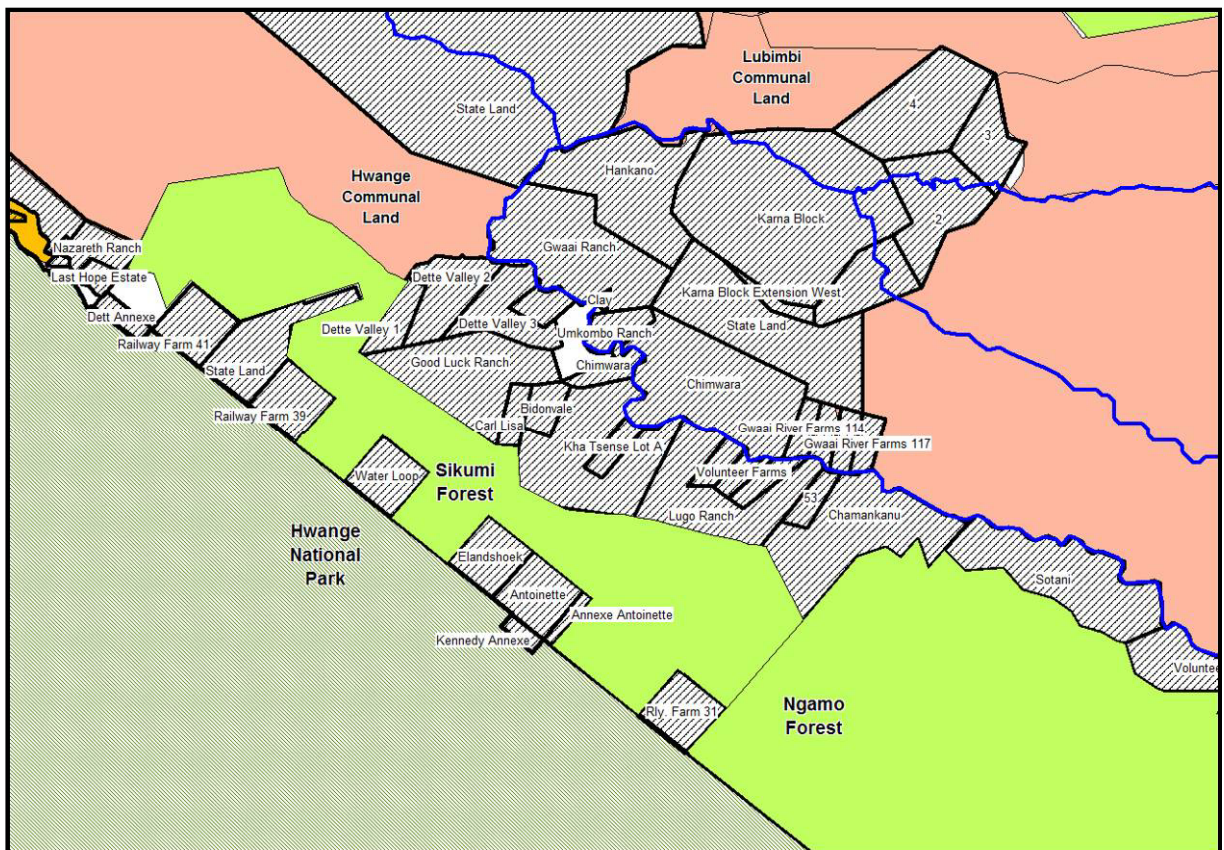 Lubimbi
Communal
Land
State Land
4
3
Hankano
Hwange
Communal
Land
2
Karna Block
Nazareth Ranch
Gwaai Ranch
Last Hope Estate
Dette Valley 2
Karna Block Extension West
Clay
Dett Annexe
Dette Valley 1
Dette Valley 3
State Land
Umkombo Ranch
Railway Farm 41
Good Luck Ranch
Chimwara
State Land
Chimwara
Railway Farm 39
Bidonvale
Carl Lisa
Gwaai River Farms 114
Gwaai River Farms 117
Kha Tsense Lot A
Water Loop
Sikumi
Forest
Volunteer Farms
53
Lugo Ranch
Chamankanu
Hwange
National
Park
Elandshoek
Sotani
Antoinette
Annexe Antoinette
Kennedy Annexe
Rly. Farm 31
Ngamo
Forest